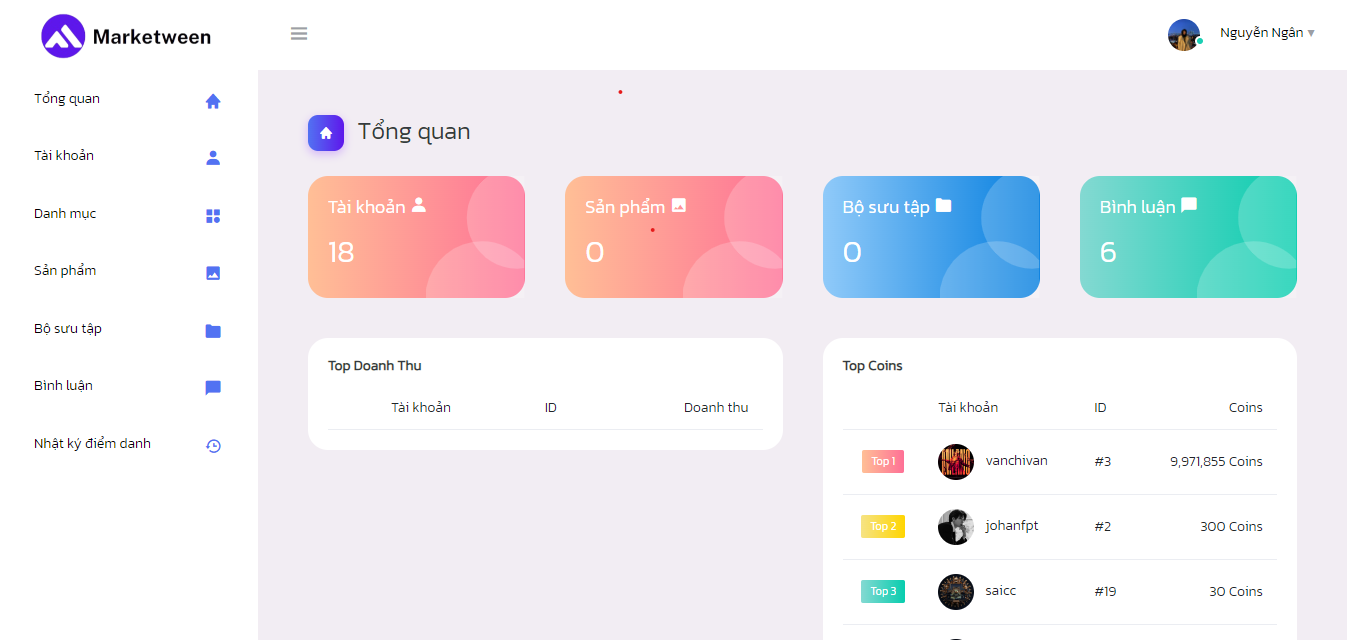 Marketween
Nguyễn Ngân
Tổng quan
Tài khoản
Danh mục
Sản phẩm
Bộ sưu tập
Bình luận
Nhật ký điểm danh
Tổng quan
Tài khoản
18
Sản phẩm
0
Bộ sưu tập
0
Bình luận
6
Top Doanh Thu
Tài khoản ID Doanh thu
Top Coins
Tài khoản ID Coins
Top 1 vanchivan #3 9,971,855 Coins
Top 2 johanfpt #2 300 Coins
Top 3 saicc #19 30 Coins